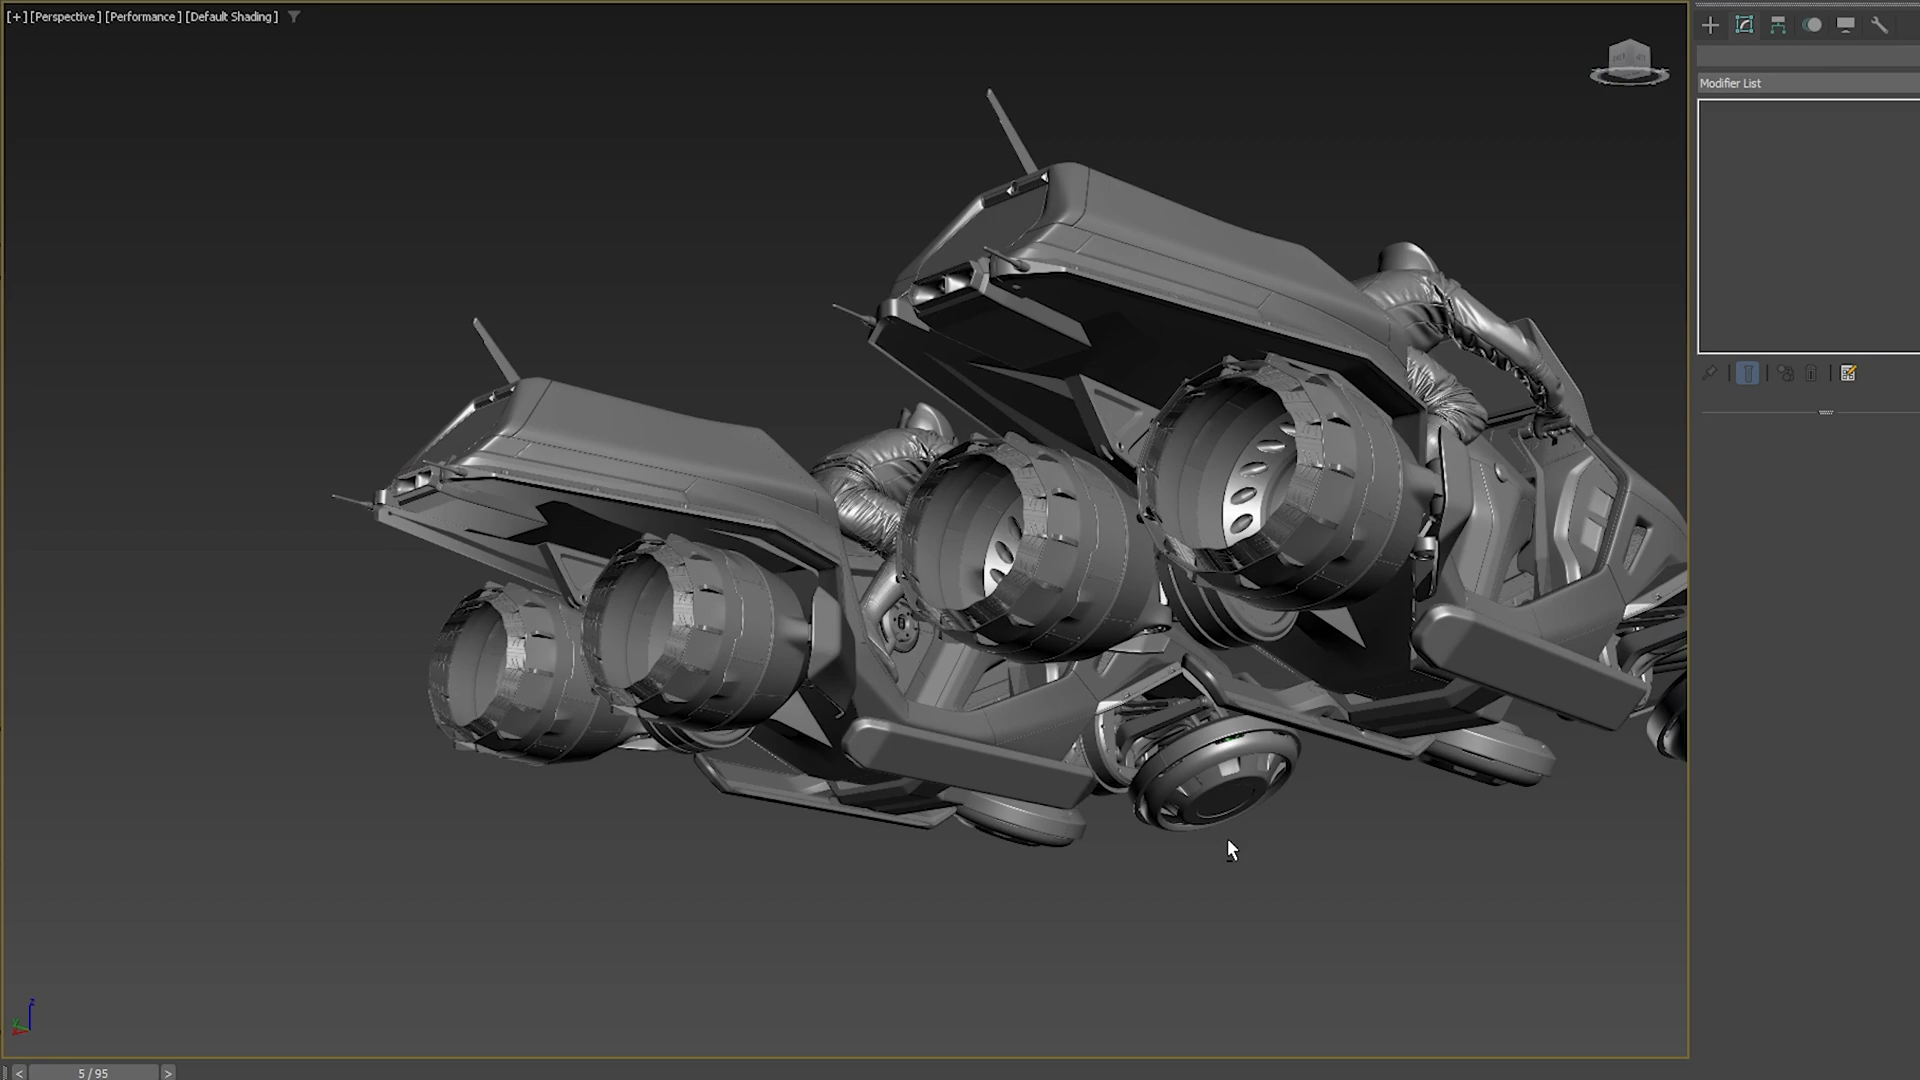 [+] [Perspective ] [Performance ] [Default Shading ]
Modifier List
z
< 5 / 95 >